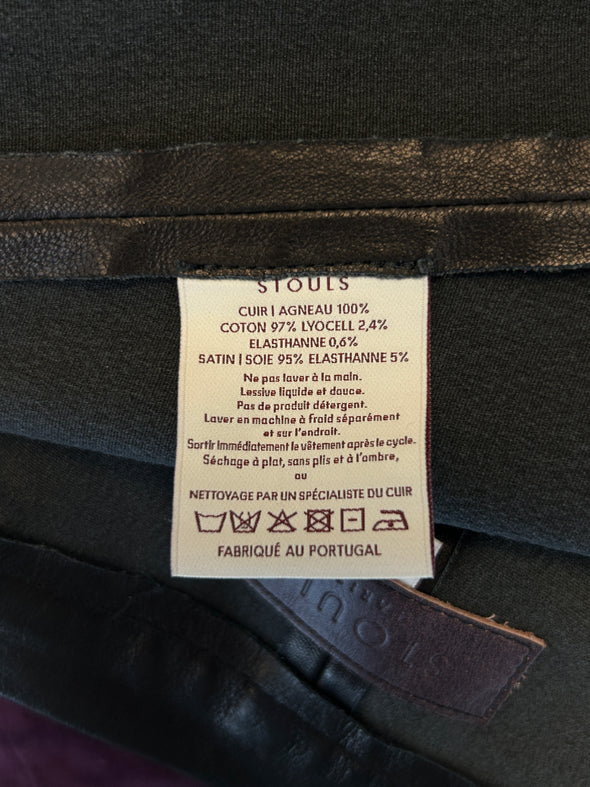 STOULS
CUIR | AGNEAU 100%
COTON 97% LYOCELL 2,4%
ELASTHANNE 0,6%
SATIN | SOIE 95% ELASTHANNE 5%
Ne pas laver à la main.
Lessive liquide et douce.
Pas de produit détergent.
Laver en machine à froid séparément
et sur l'endroit.
Sortir immédiatement le vêtement après le cycle.
Séchage à plat, sans plis et à l'ombre,
ou
NETTOYAGE PAR UN SPÉCIALISTE DU CUIR
FABRIQUÉ AU PORTUGAL
STOUL